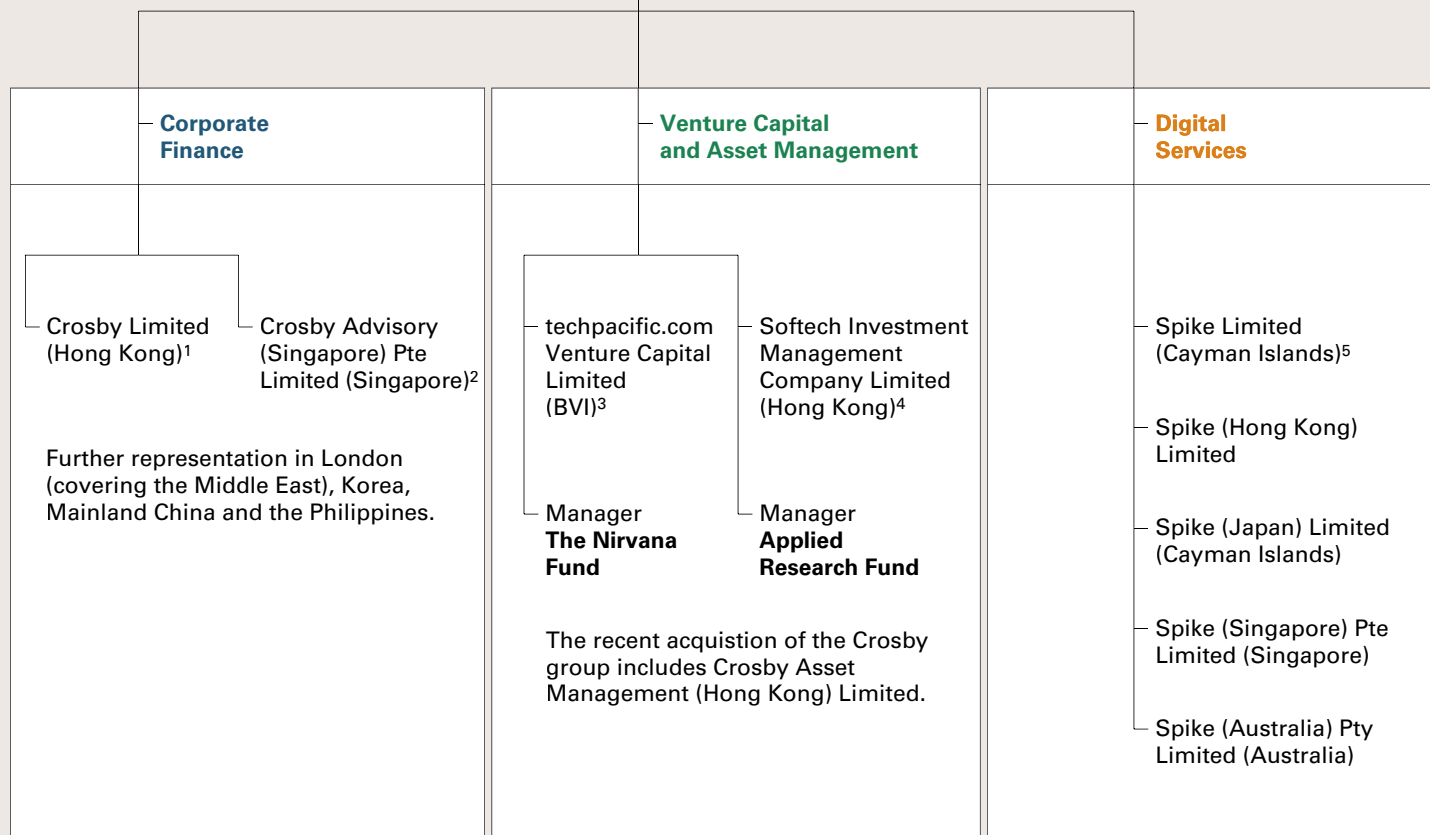 Corporate
Finance
Crosby Limited
(Hong Kong)1
Crosby Advisory
(Singapore) Pte
Limited (Singapore)2
Further representation in London
(covering the Middle East), Korea,
Mainland China and the Philippines.
Venture Capital
and Asset Management
techpacific.com
Venture Capital
Limited
(BVI)3
Softech Investment
Management
Company Limited
(Hong Kong)4
Manager
The Nirvana
Fund
Manager
Applied
Research Fund
The recent acquistion of the Crosby
group includes Crosby Asset
Management (Hong Kong) Limited.
Digital
Services
Spike Limited
(Cayman Islands)5
Spike (Hong Kong)
Limited
Spike (Japan) Limited
(Cayman Islands)
Spike (Singapore) Pte
Limited (Singapore)
Spike (Australia) Pty
Limited (Australia)